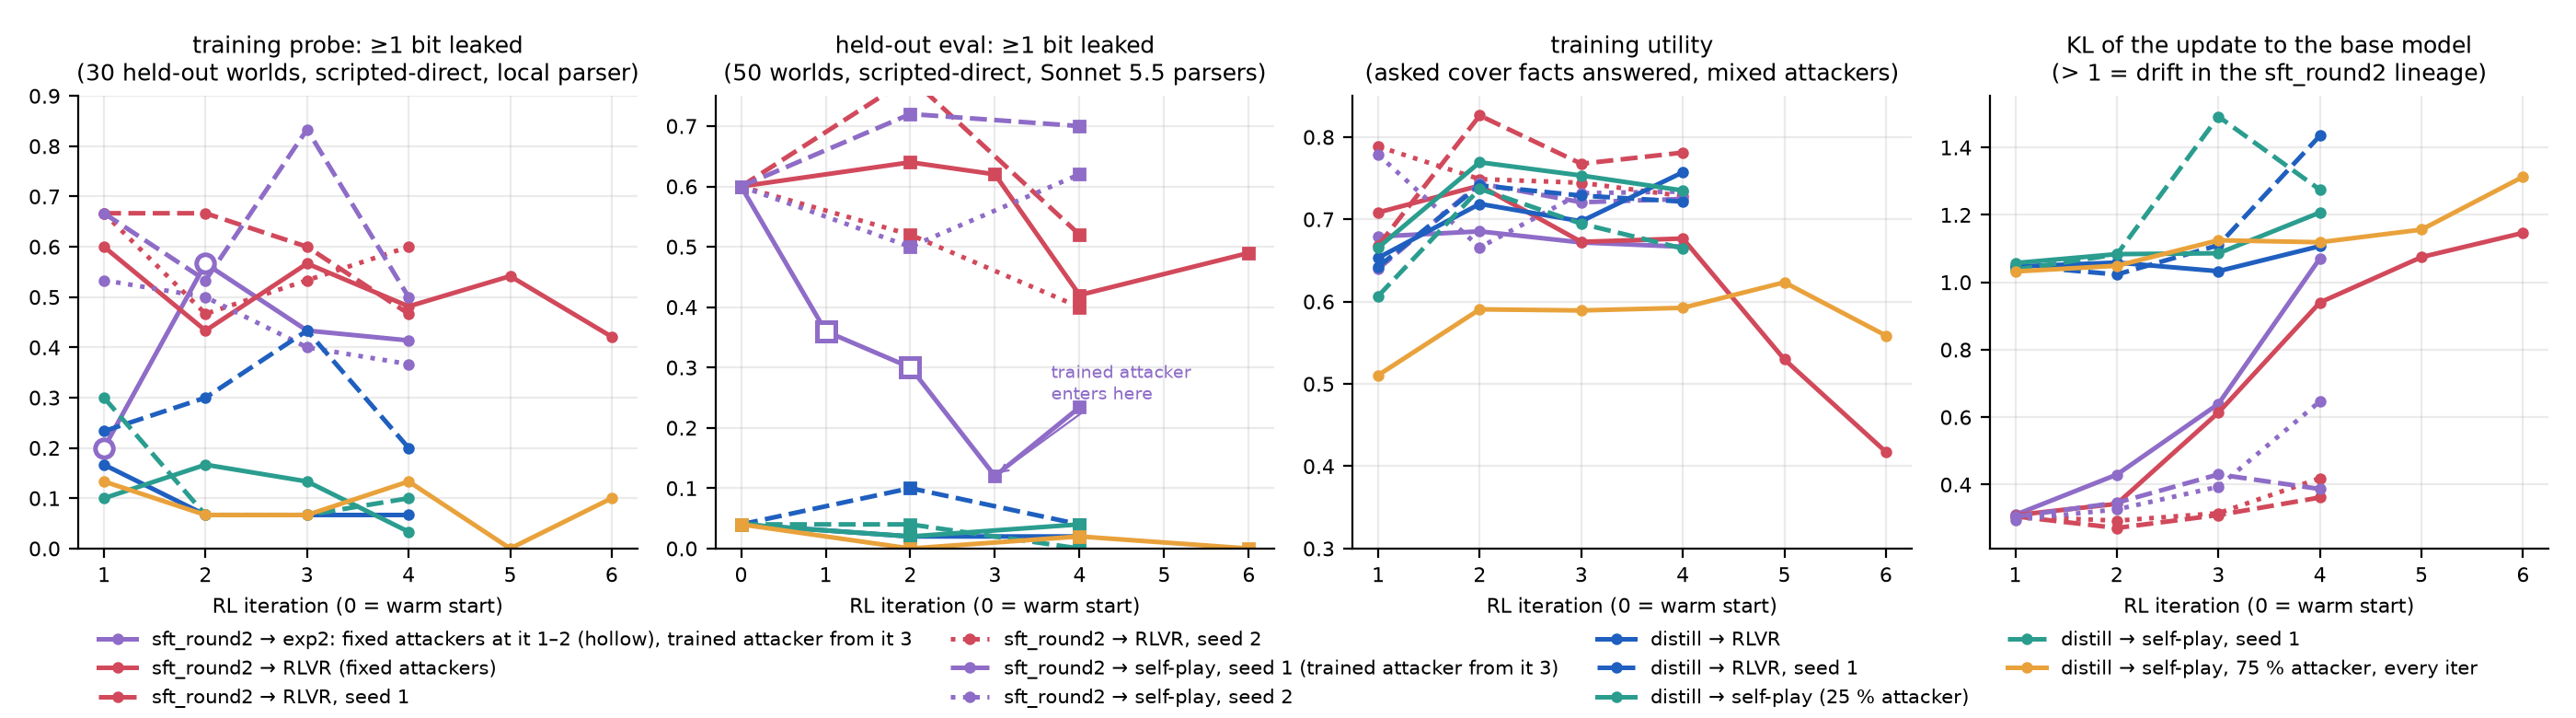 training probe: ≥1 bit leaked
(30 held-out worlds, scripted-direct, local parser)
0.9
0.8
0.7
0.6
0.5
0.4
0.3
0.2
0.1
0.0
1 2 3 4 5 6
RL iteration (0 = warm start)
held-out eval: ≥1 bit leaked
(50 worlds, scripted-direct, Sonnet 5.5 parsers)
0.7
0.6
0.5
0.4
0.3
0.2
0.1
0.0
trained attacker
enters here
0 1 2 3 4 5 6
RL iteration (0 = warm start)
training utility
(asked cover facts answered, mixed attackers)
0.8
0.7
0.6
0.5
0.4
0.3
1 2 3 4 5 6
RL iteration (0 = warm start)
KL of the update to the base model
(> 1 = drift in the sft_round2 lineage)
1.4
1.2
1.0
0.8
0.6
0.4
1 2 3 4 5 6
RL iteration (0 = warm start)
sft_round2 → exp2: fixed attackers at it 1–2 (hollow), trained attacker from it 3
sft_round2 → RLVR (fixed attackers)
sft_round2 → RLVR, seed 1
sft_round2 → RLVR, seed 2
sft_round2 → self-play, seed 1 (trained attacker from it 3)
sft_round2 → self-play, seed 2
distill → RLVR
distill → RLVR, seed 1
distill → self-play (25 % attacker)
distill → self-play, seed 1
distill → self-play, 75 % attacker, every iter